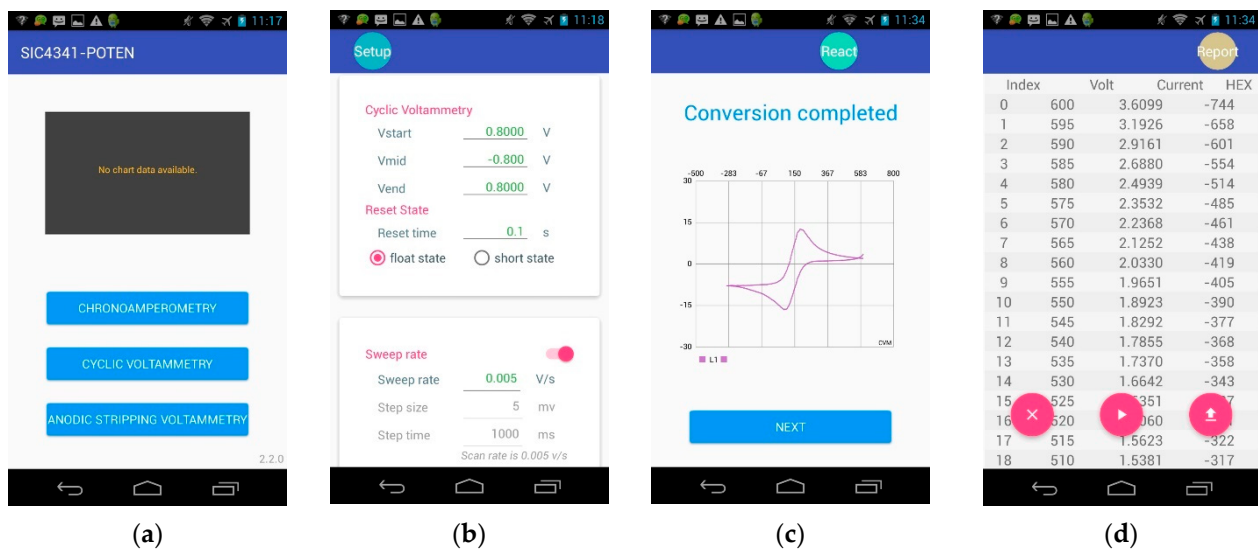 11:17
SIC4341-POTEN
No chart data available.
CHRONOAMPEROMETRY
CYCLIC VOLTAMMETRY
ANODIC STRIPPING VOLTAMMETRY
2.2.0
(a)
11:18
Setup
Cyclic Voltammetry
Vstart 0.8000 V
Vmid -0.800 V
Vend 0.8000 V
Reset State
Reset time 0.1 s
float state short state
Sweep rate
Sweep rate 0.005 V/s
Step size 5 mv
Step time 1000 ms
Scan rate is 0.005 v/s
(b)
11:34
React
Conversion completed
-500 -283 -67 150 367 583 800
30
15
0
-15
-30
CVM
L1
NEXT
(c)
11:34
Report
Index Volt Current HEX
0 600 3.6099 -744
1 595 3.1926 -658
2 590 2.9161 -601
3 585 2.6880 -554
4 580 2.4939 -514
5 575 2.3532 -485
6 570 2.2368 -461
7 565 2.1252 -438
8 560 2.0330 -419
9 555 1.9651 -405
10 550 1.8923 -390
11 545 1.8292 -377
12 540 1.7855 -368
13 535 1.7370 -358
14 530 1.6642 -343
15 525
16 520
17 515 1.5623 -322
18 510 1.5381 -317
(d)